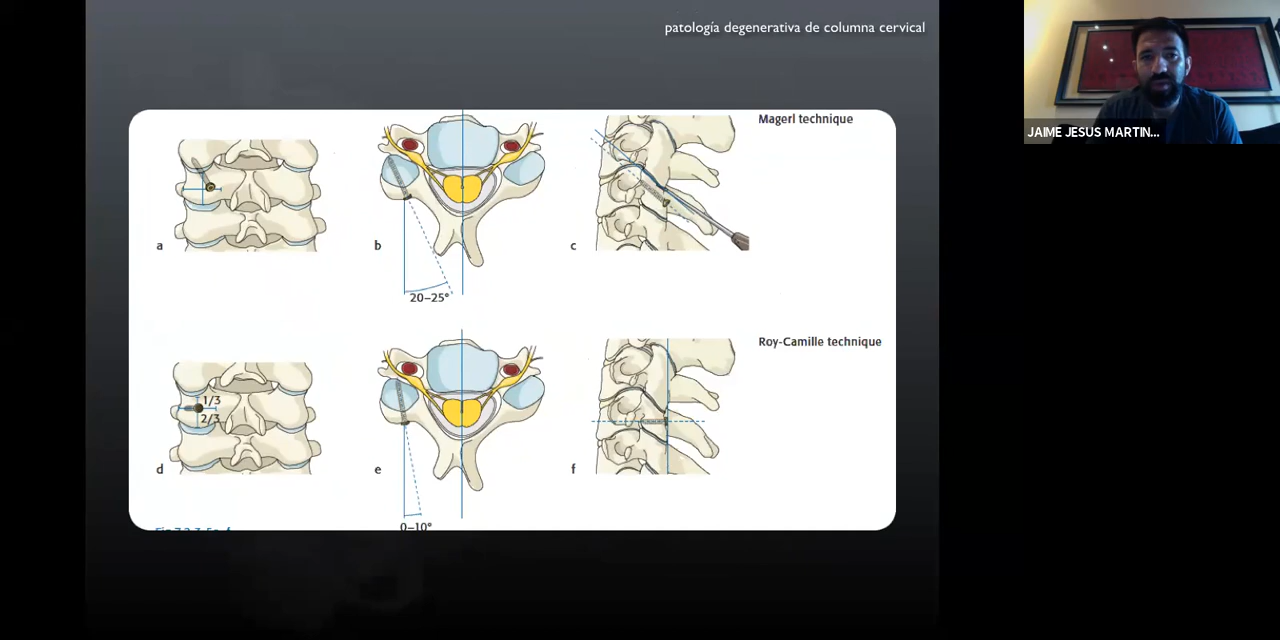 patología degenerativa de columna cervical
JAIME JESUS MARTIN...
Magerl technique
a
b
c
20–25°
Roy-Camille technique
1/3
2/3
d
e
f
0–10°